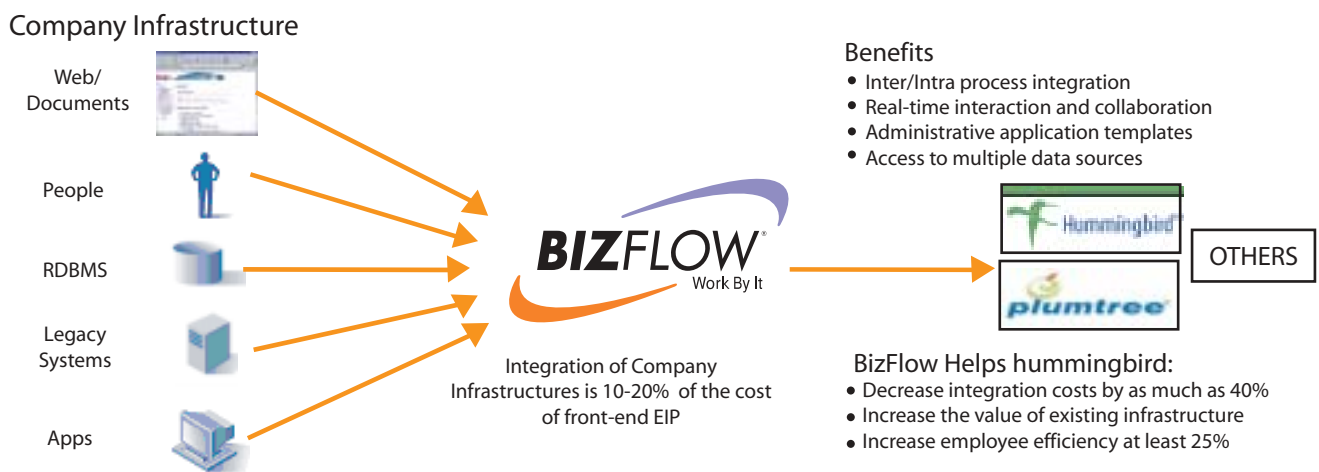 Company Infrastructure
Web/
Documents
People
RDBMS
Legacy
Systems
Apps
BIZFLOW®
Work By It
Integration of Company
Infrastructures is 10-20% of the cost
of front-end EIP
Benefits
• Inter/Intra process integration
• Real-time interaction and collaboration
• Administrative application templates
• Access to multiple data sources
Hummingbird
plumtree
OTHERS
BizFlow Helps hummingbird:
• Decrease integration costs by as much as 40%
• Increase the value of existing infrastructure
• Increase employee efficiency at least 25%